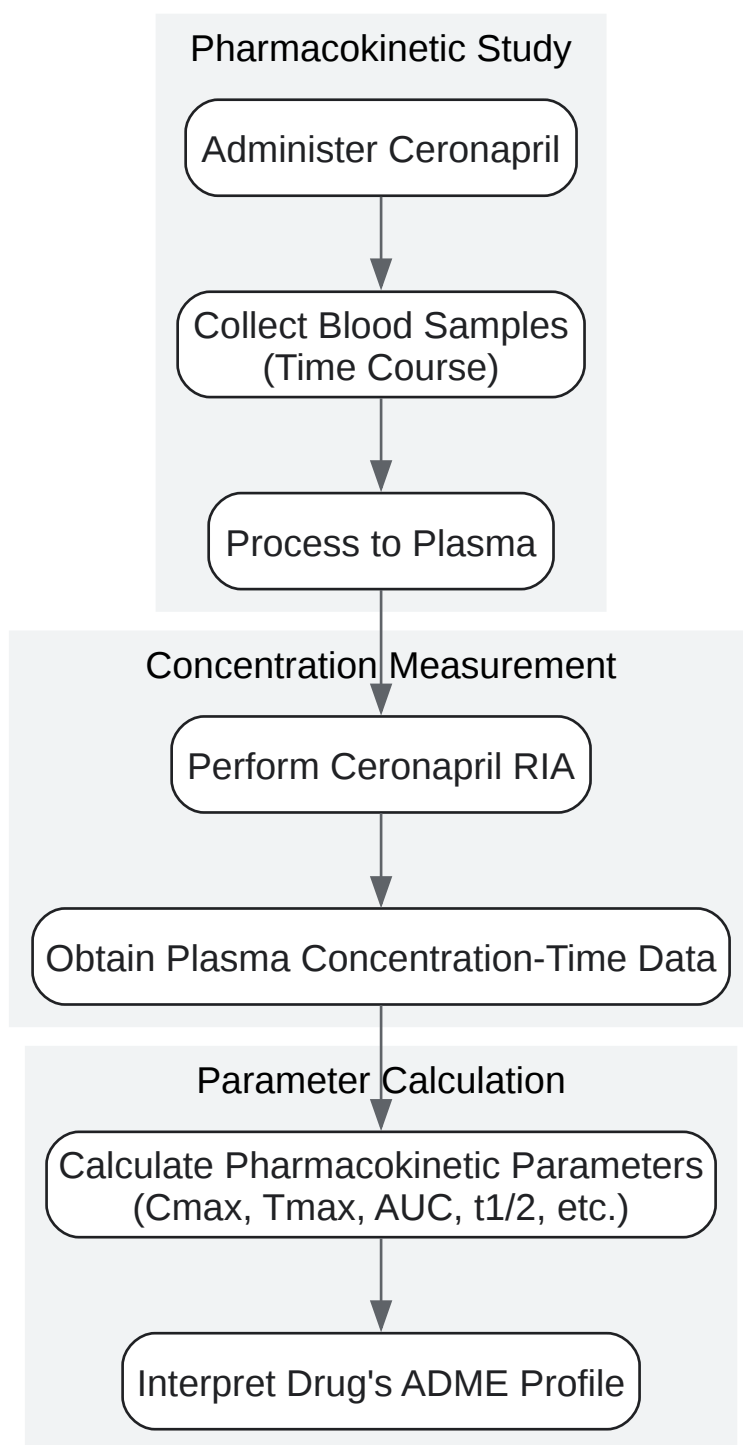 Pharmacokinetic Study
Administer Ceronapril
Collect Blood Samples
(Time Course)
Process to Plasma
Concentration Measurement
Perform Ceronapril RIA
Obtain Plasma Concentration-Time Data
Parameter Calculation
Calculate Pharmacokinetic Parameters
(Cmax, Tmax, AUC, t1/2, etc.)
Interpret Drug's ADME Profile